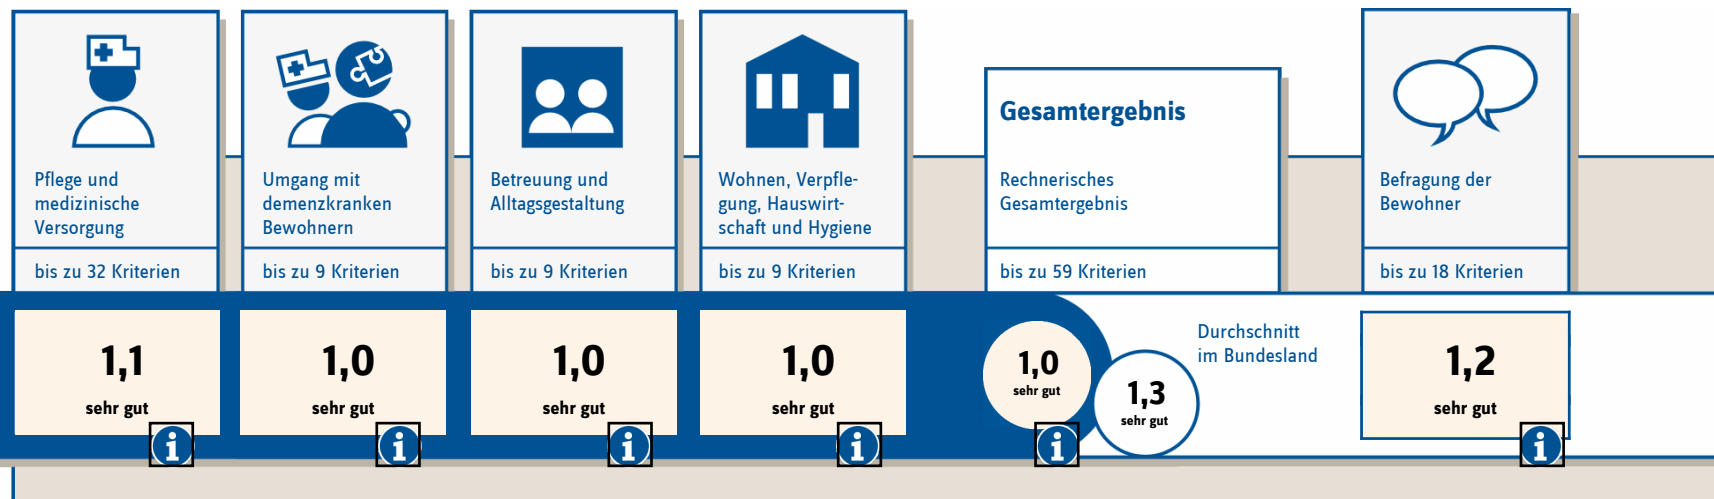 Pflege und
medizinische
Versorgung
bis zu 32 Kriterien
1,1
sehr gut
Umgang mit
demenzkranken
Bewohnern
bis zu 9 Kriterien
1,0
sehr gut
Betreuung und
Alltagsgestaltung
bis zu 9 Kriterien
1,0
sehr gut
Wohnen, Verpfle-
gung, Hauswirt-
schaft und Hygiene
bis zu 9 Kriterien
1,0
sehr gut
Gesamtergebnis
Rechnerisches
Gesamtergebnis
bis zu 59 Kriterien
1,0
sehr gut
1,3
sehr gut
Durchschnitt
im Bundesland
Befragung der
Bewohner
bis zu 18 Kriterien
1,2
sehr gut